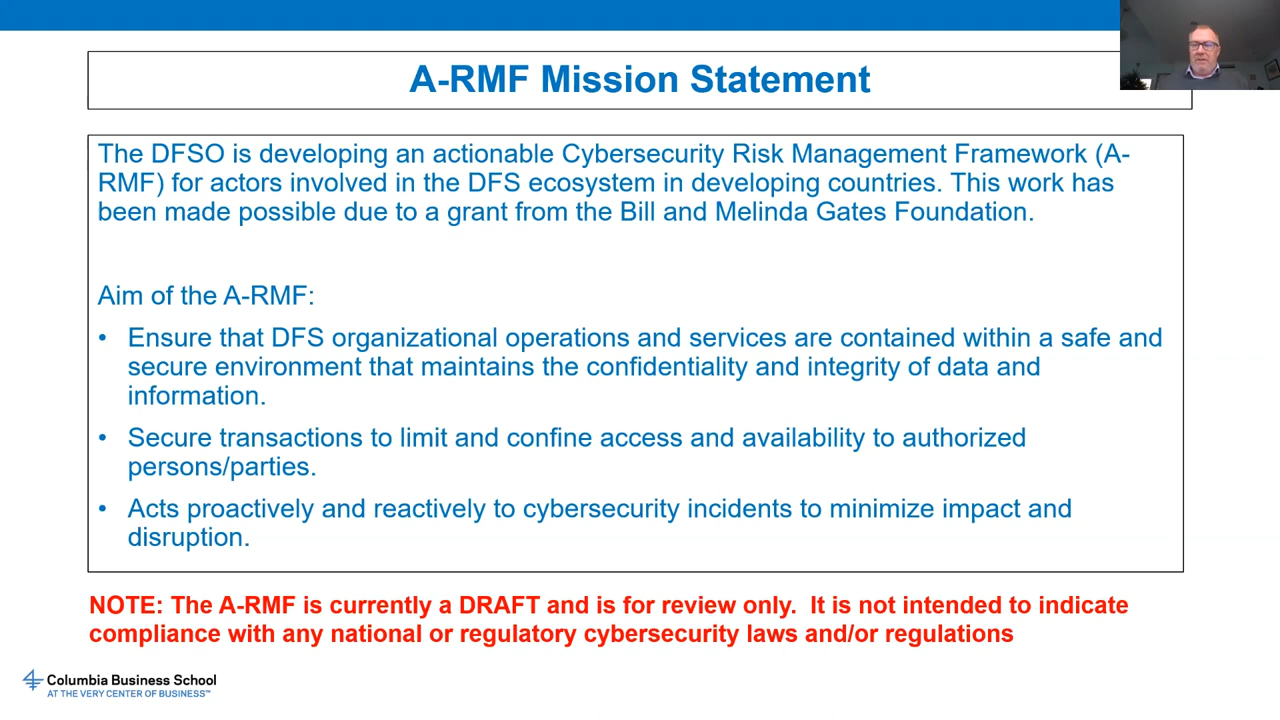 A-RMF Mission Statement
The DFSO is developing an actionable Cybersecurity Risk Management Framework (A-
RMF) for actors involved in the DFS ecosystem in developing countries. This work has
been made possible due to a grant from the Bill and Melinda Gates Foundation.
Aim of the A-RMF:
• Ensure that DFS organizational operations and services are contained within a safe and
secure environment that maintains the confidentiality and integrity of data and
information.
• Secure transactions to limit and confine access and availability to authorized
persons/parties.
• Acts proactively and reactively to cybersecurity incidents to minimize impact and
disruption.
NOTE: The A-RMF is currently a DRAFT and is for review only.  It is not intended to indicate
compliance with any national or regulatory cybersecurity laws and/or regulations
Columbia Business School
AT THE VERY CENTER OF BUSINESS™